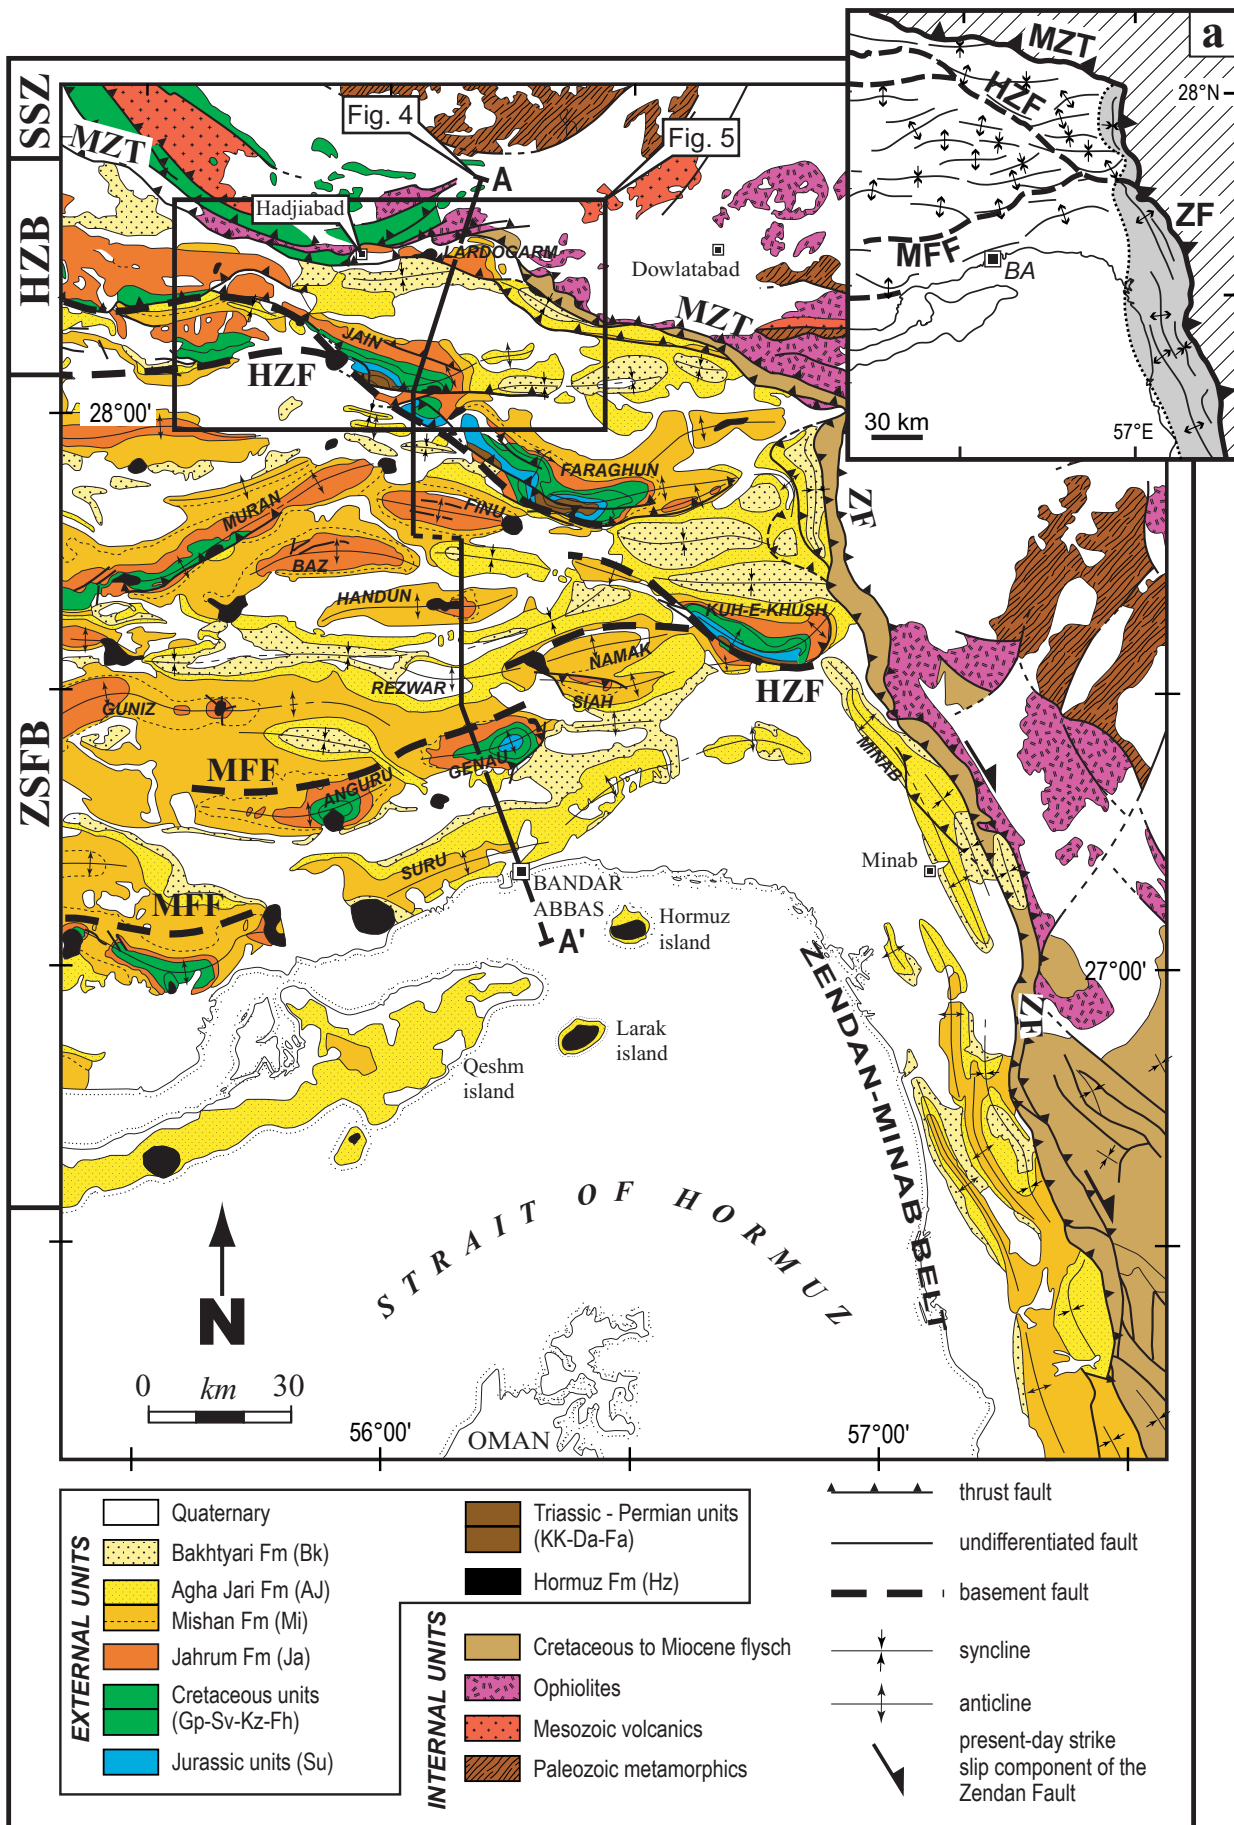 a
MZT
HZF
28°N
ZF
MFF
BA
30 km
57°E
SSZ
HZB
ZSFB
MZT
Fig. 4
Fig. 5
A
Hadjiabad
LARDOGARM
Dowlatabad
MZT
JAIN
HZF
28°00'
FARAGHUN
ZF
MURAN
FINU
BAZ
HANDUN
KUH-E-KHUSH
NAMAK
REZWAR
SIAH
HZF
GUNIZ
MINAB
GENAU
MFF
ANGURU
SURU
Minab
BANDAR
ABBAS
MFF
Hormuz
island
A'
27°00'
ZF
Larak
island
Qeshm
island
ZENDAN-MINAB BELT
STRAIT OF HORMUZ
N
0 km 30
56°00'
OMAN
57°00'
EXTERNAL UNITS
Quaternary
Bakhtyari Fm (Bk)
Agha Jari Fm (AJ)
Mishan Fm (Mi)
Jahrum Fm (Ja)
Cretaceous units
(Gp-Sv-Kz-Fh)
Jurassic units (Su)
Triassic - Permian units
(KK-Da-Fa)
Hormuz Fm (Hz)
INTERNAL UNITS
Cretaceous to Miocene flysch
Ophiolites
Mesozoic volcanics
Paleozoic metamorphics
thrust fault
undifferentiated fault
basement fault
syncline
anticline
present-day strike
slip component of the
Zendan Fault